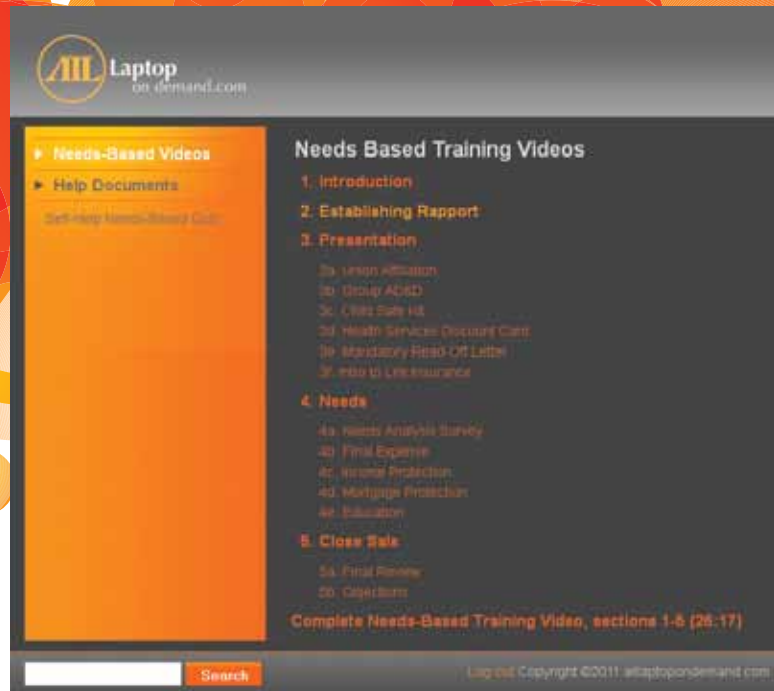 AIL Laptop
on demand.com
Needs-Based Videos
Help Documents
Self-Help Needs-Based
Needs Based Training Videos
1. Introduction
2. Establishing Rapport
3. Presentation
3a. Union Affiliation
3b. Group AD&D
3c. Child Safe Kit
3d. Health Services Discount Card
3e. Mandatory Read-Off Letter
3f. Intro to Life Insurance
4. Needs
4a. Needs Analysis Survey
4b. Final Expense
4c. Income Protection
4d. Mortgage Protection
4e. Education
5. Close Sale
5a. Final Review
5b. Objections
Complete Needs-Based Training Video, sections 1-5 (26:17)
Search
Log out Copyright ©2011 aillaptopondemand.com